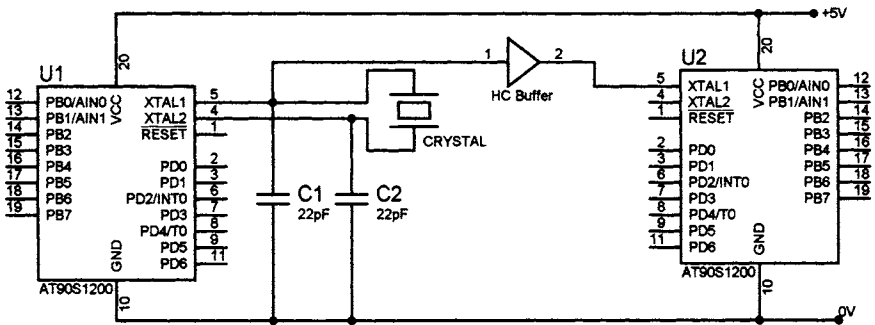 +5V
U1
20
VCC
12 PB0/AIN0
13 PB1/AIN1
14 PB2
15 PB3
16 PB4
17 PB5
18 PB6
19 PB7
XTAL1 5
XTAL2 4
RESET 1
PD0 2
PD1 3
PD2/INT0 6
PD3 7
PD4/T0 8
PD5 9
PD6 11
GND
AT90S1200
10
CRYSTAL
C1
22pF
C2
22pF
1 2
HC Buffer
U2
20
VCC
5 XTAL1
4 XTAL2
1 RESET
2 PD0
3 PD1
6 PD2/INT0
7 PD3
8 PD4/T0
9 PD5
11 PD6
PB0/AIN0 12
PB1/AIN1 13
PB2 14
PB3 15
PB4 16
PB5 17
PB6 18
PB7 19
GND
AT90S1200
10
0V